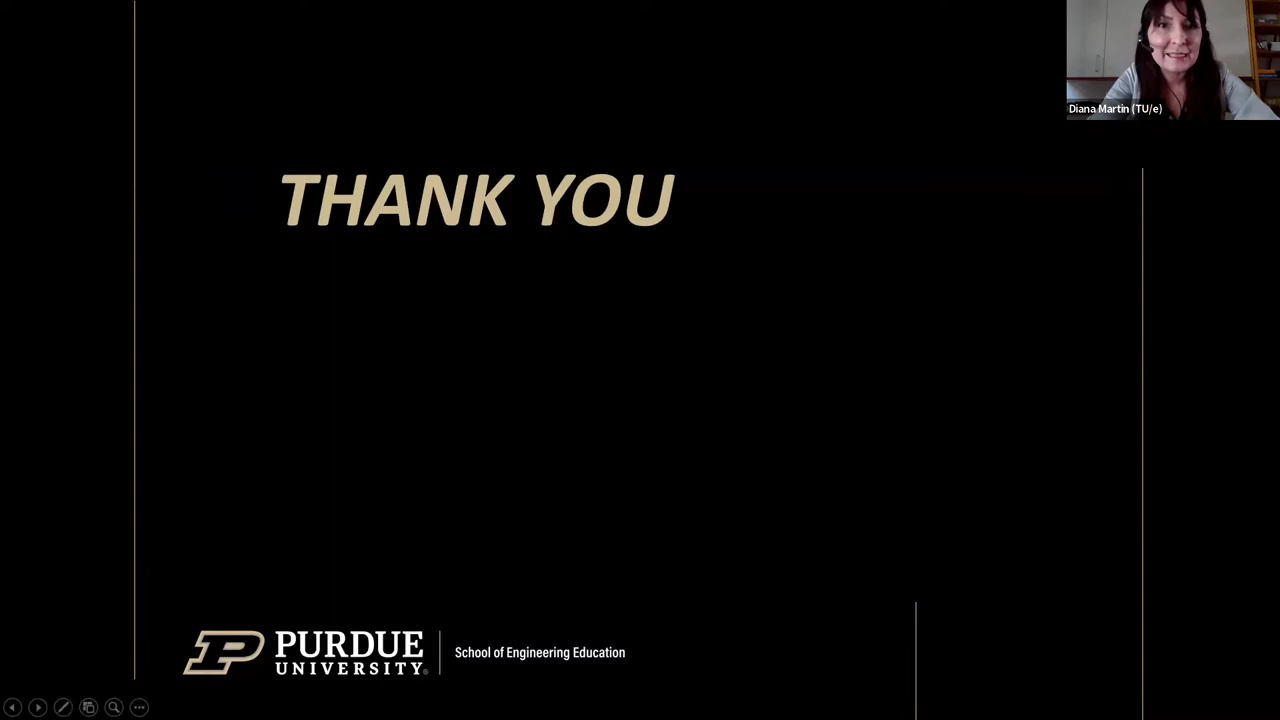 Diana Martin (TU/e)
THANK YOU
PURDUE
UNIVERSITY®
School of Engineering Education